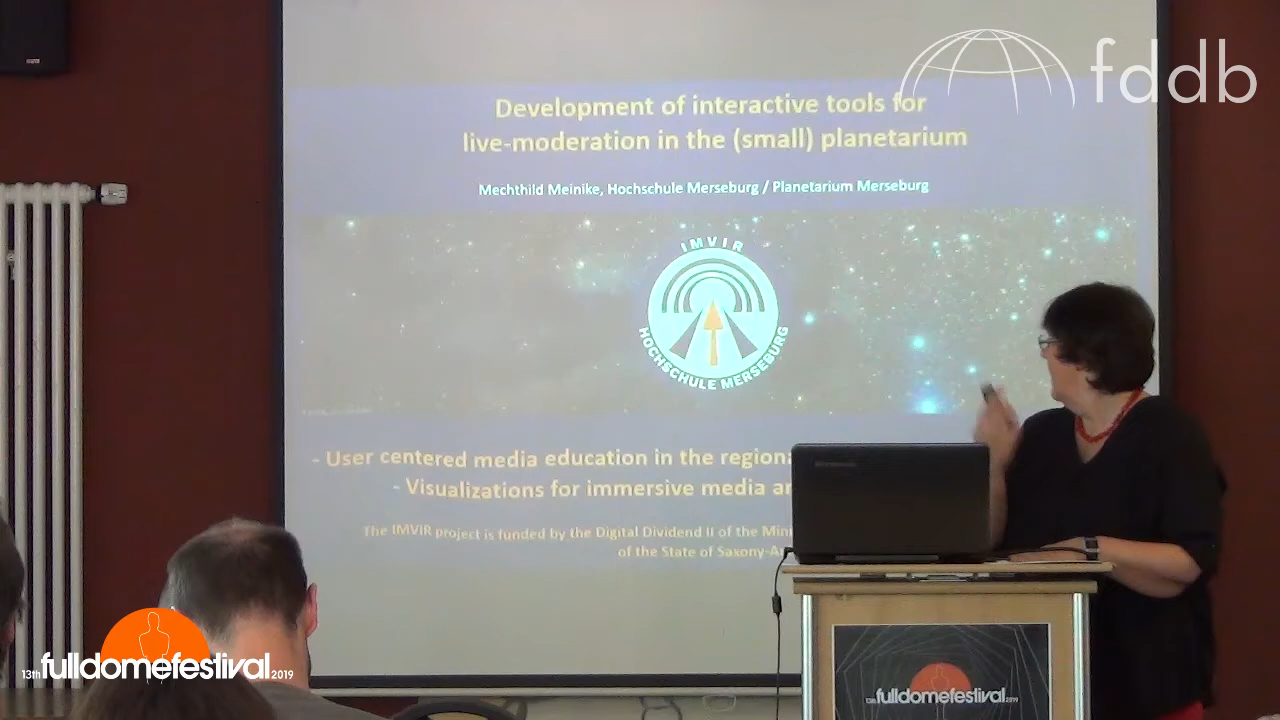 fddb
Development of interactive tools for
live-moderation in the (small) planetarium
Mechthild Meinike, Hochschule Merseburg / Planetarium Merseburg
IMVIR
HOCHSCHULE MERSEBURG
- User centered media education in the regiona
- Visualizations for immersive media a
The IMVIR project is funded by the Digital Dividend II of the Mini
of the State of Saxony-A
13th fulldomefestival 2019
13th fulldomefestival 2019